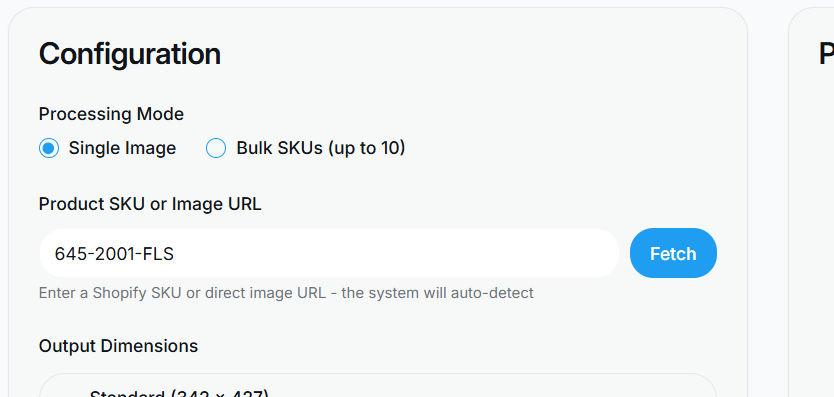 Configuration
Processing Mode
Single Image
Bulk SKUs (up to 10)
Product SKU or Image URL
645-2001-FLS
Fetch
Enter a Shopify SKU or direct image URL - the system will auto-detect
Output Dimensions
Standard (342 × 427)